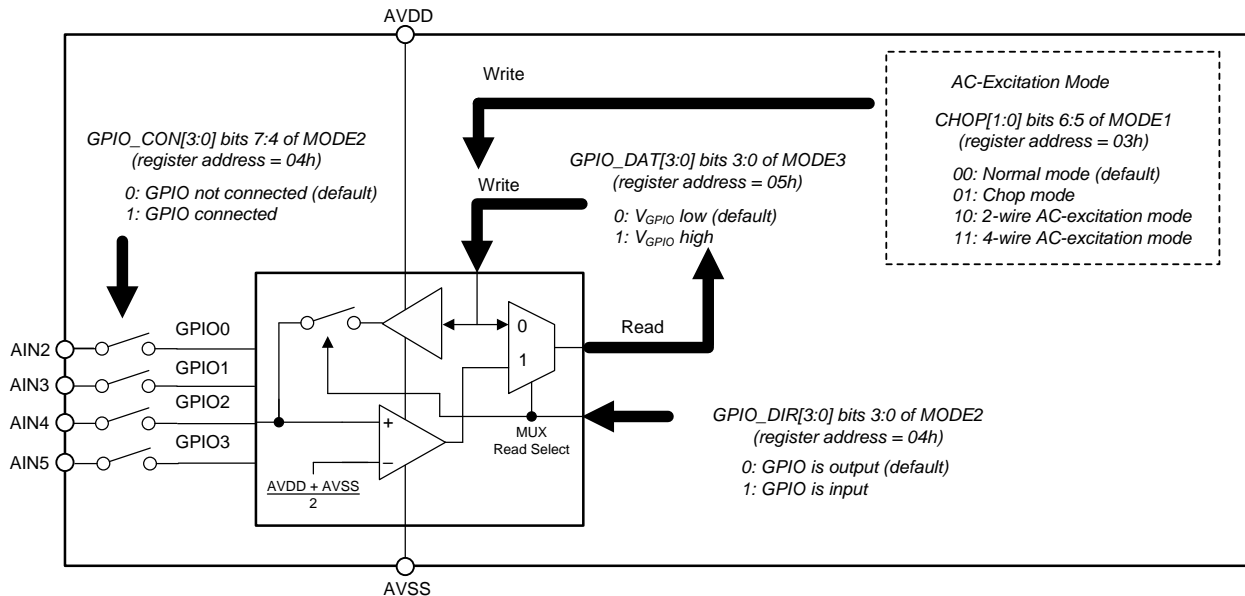 AVDD
Write
AC-Excitation Mode
CHOP[1:0] bits 6:5 of MODE1
(register address = 03h)
00: Normal mode (default)
01: Chop mode
10: 2-wire AC-excitation mode
11: 4-wire AC-excitation mode
GPIO_CON[3:0] bits 7:4 of MODE2
(register address = 04h)
0: GPIO not connected (default)
1: GPIO connected
Write
GPIO_DAT[3:0] bits 3:0 of MODE3
(register address = 05h)
0: VGPIO low (default)
1: VGPIO high
AIN2
GPIO0
AIN3
GPIO1
AIN4
GPIO2
AIN5
GPIO3
0
1
Read
+
−
AVDD + AVSS
2
MUX
Read Select
GPIO_DIR[3:0] bits 3:0 of MODE2
(register address = 04h)
0: GPIO is output (default)
1: GPIO is input
AVSS